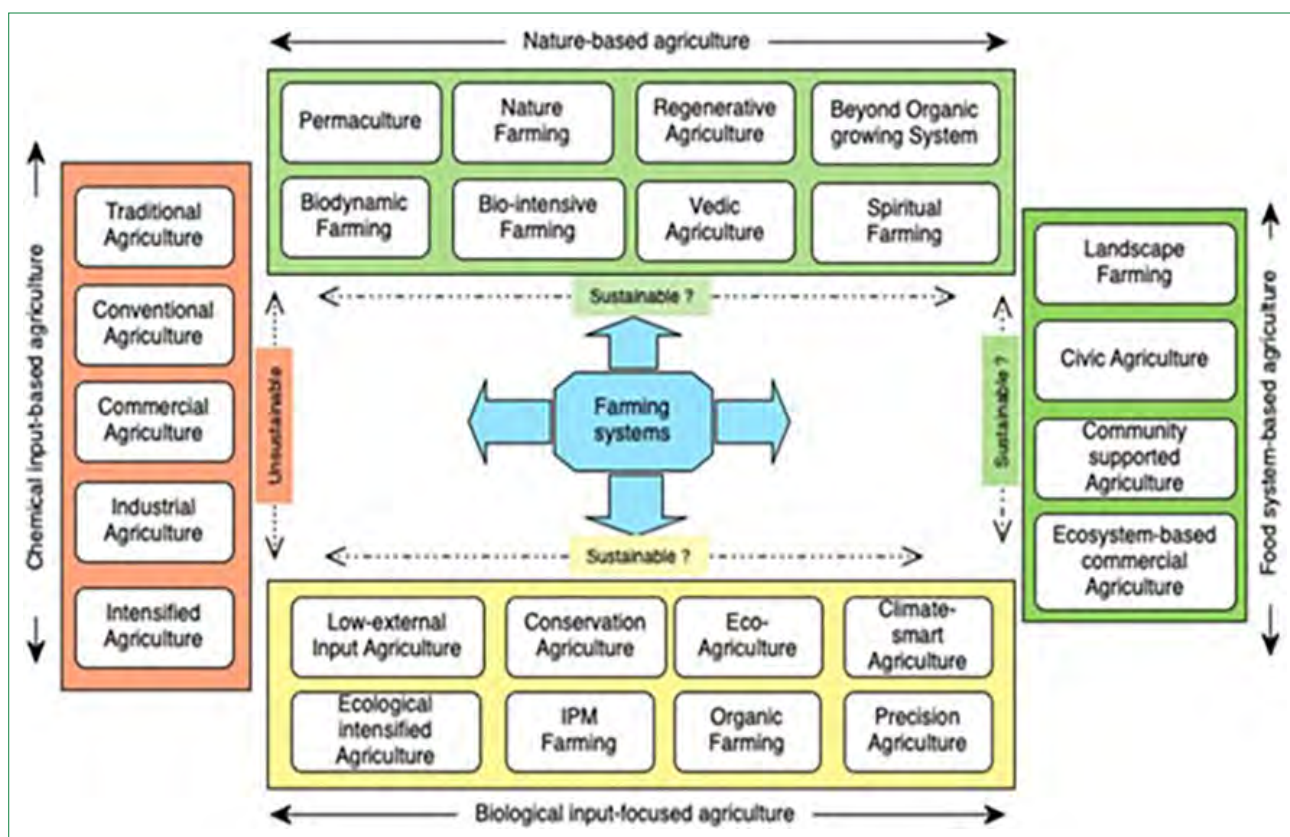 Nature-based agriculture
Permaculture
Nature
Farming
Regenerative
Agriculture
Beyond Organic
growing System
Biodynamic
Farming
Bio-intensive
Farming
Vedic
Agriculture
Spiritual
Farming
Chemical input-based agriculture
Traditional
Agriculture
Conventional
Agriculture
Commercial
Agriculture
Industrial
Agriculture
Intensified
Agriculture
Unsustainable
Sustainable ?
Farming
systems
Sustainable ?
Sustainable ?
Landscape
Farming
Civic Agriculture
Community
supported
Agriculture
Ecosystem-based
commercial
Agriculture
Food system-based agriculture
Low-external
Input Agriculture
Conservation
Agriculture
Eco-
Agriculture
Climate-
smart
Agriculture
Ecological
intensified
Agriculture
IPM
Farming
Organic
Farming
Precision
Agriculture
Biological input-focused agriculture